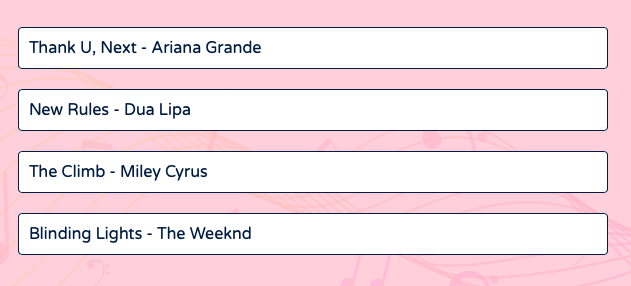 Thank U, Next - Ariana Grande
New Rules - Dua Lipa
The Climb - Miley Cyrus
Blinding Lights - The Weeknd